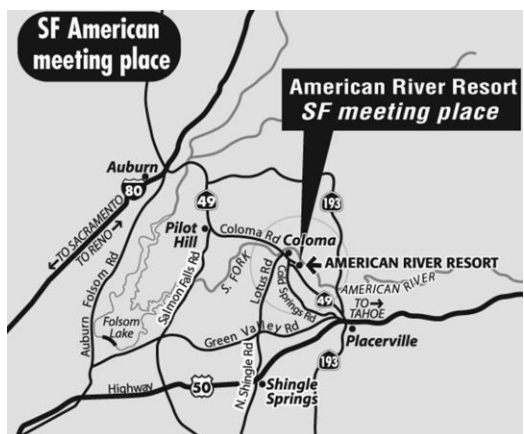 SF American
meeting place
American River Resort
SF meeting place
Auburn
80
←TO SACRAMENTO
TO RENO→
49
193
Pilot
Hill
Coloma Rd
Coloma
←AMERICAN RIVER RESORT
Auburn Folsom Rd
Salmon Falls Rd
S. FORK
Lotus Rd
Cold Springs Rd
49
AMERICAN RIVER
TO→
TAHOE
Folsom
Lake
Green Valley Rd
Placerville
193
Highway
50
N. Shingle Rd
Shingle
Springs